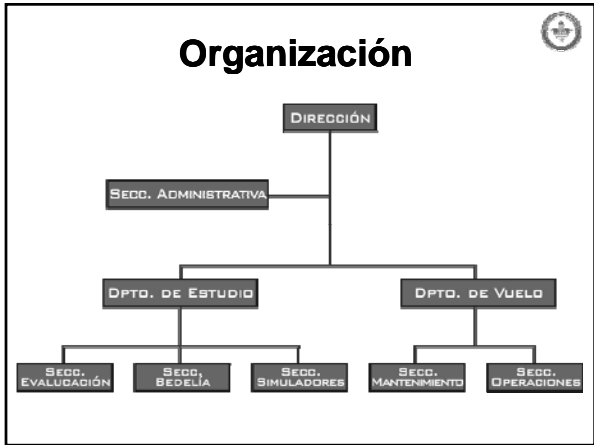 Organización
DIRECCIÓN
SECC. ADMINISTRATIVA
DPTO. DE ESTUDIO
DPTO. DE VUELO
SECC.
EVALUCACIÓN
SECC,
BEDELÍA
SECC.
SIMULADORES
SECC.
MANTENIMIENTO
SECC.
OPERACIONES